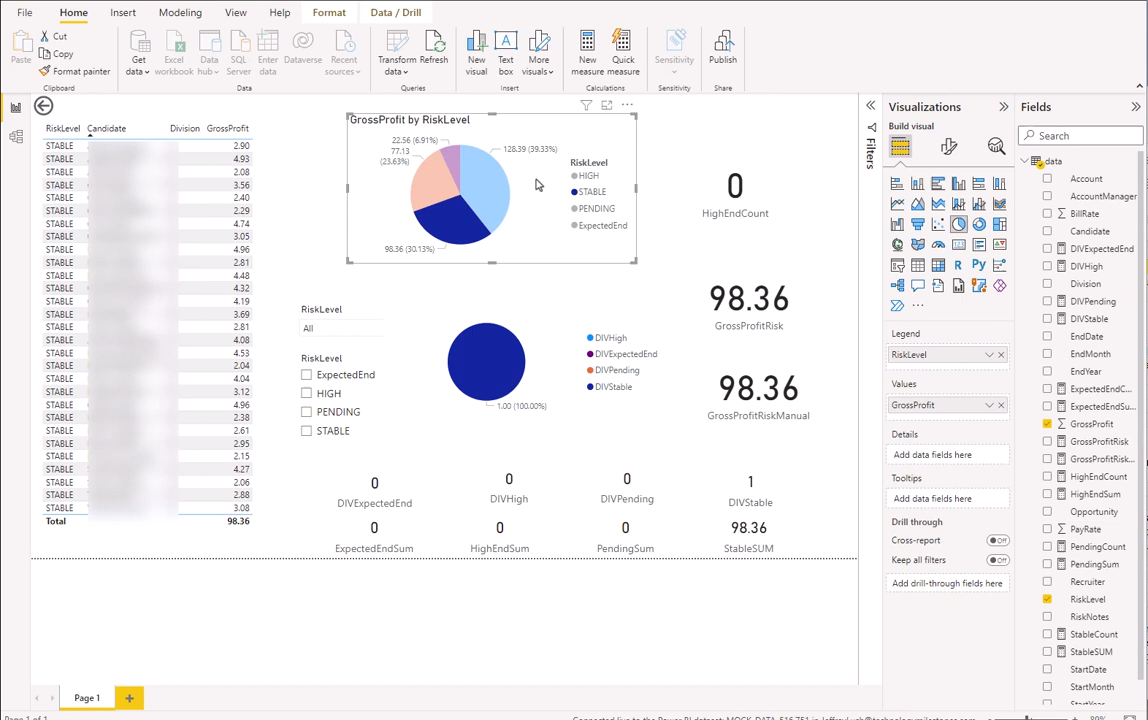 File Home Insert Modeling View Help Format Data / Drill
Paste
Cut
Copy
Format painter
Get data
Excel workbook
Data hub
SQL Server
Enter data
Dataverse
Recent sources
Transform data
Refresh
New visual
Text box
More visuals
New measure
Quick measure
Sensitivity
Publish
Clipboard Data Queries Insert Calculations Sensitivity Share
RiskLevel Candidate Division GrossProfit
STABLE 2.90
STABLE 4.93
STABLE 2.08
STABLE 3.56
STABLE 2.40
STABLE 2.29
STABLE 4.74
STABLE 3.05
STABLE 4.96
STABLE 2.81
STABLE 4.48
STABLE 4.32
STABLE 4.19
STABLE 3.69
STABLE 2.81
STABLE 4.08
STABLE 4.53
STABLE 2.04
STABLE 4.04
STABLE 3.12
STABLE 4.96
STABLE 2.38
STABLE 2.61
STABLE 2.95
STABLE 2.15
STABLE 4.27
STABLE 4.82
STABLE 2.88
STABLE 3.08
Total 98.36
GrossProfit by RiskLevel
22.56 (6.91%)
77.13
(23.63%)
128.39 (39.33%)
98.36 (30.13%)
RiskLevel
HIGH
STABLE
PENDING
ExpectedEnd
0
HighEndCount
98.36
GrossProfitRisk
98.36
GrossProfitRiskManual
RiskLevel
All
RiskLevel
ExpectedEnd
HIGH
PENDING
STABLE
1.00 (100.00%)
DIVHigh
DIVExpectedEnd
DIVPending
DIVStable
0 0 0 1
DIVExpectedEnd DIVHigh DIVPending DIVStable
0 0 0 98.36
ExpectedEndSum HighEndSum PendingSum StableSUM
Page 1
Filters
Visualizations
Build visual
R Py
Legend
RiskLevel
Values
GrossProfit
Details
Add data fields here
Tooltips
Add data fields here
Drill through
Cross-report Off
Keep all filters Off
Add drill-through fields here
Fields
Search
data
Account
AccountManager
BillRate
Candidate
DIVExpectedEnd
DIVHigh
Division
DIVPending
DIVStable
EndDate
EndMonth
EndYear
ExpectedEndC...
ExpectedEndSu...
GrossProfit
GrossProfitRisk
GrossProfitRisk...
HighEndCount
HighEndSum
Opportunity
PayRate
PendingCount
PendingSum
Recruiter
RiskLevel
RiskNotes
StableCount
StableSUM
StartDate
StartMonth